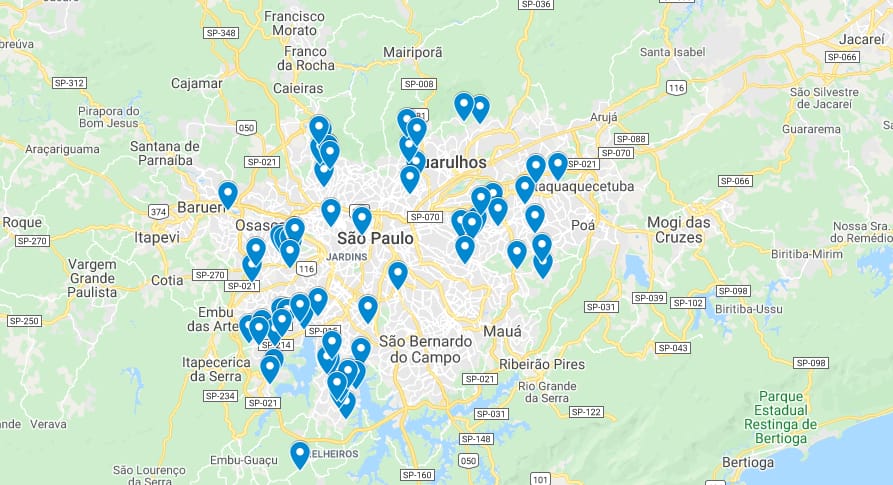 SP-036
Francisco
Morato
SP-348
Franco
da Rocha
Mairiporã
Jacareí
Santa Isabel
SP-066
SP-312
Cajamar
SP-008
Caieiras
116
São Silvestre
de Jacareí
Pirapora do
Bom Jesus
Arujá
Guararema
050
SP-088
Araçariguama
Santana de
Parnaíba
SP-070
SP-021
uarulhos
SP-021
SP-066
taquaquecetuba
Barueri
374
SP-070
Poá
Mogi das
Cruzes
Roque
Itapevi
Osasc
São Paulo
Nossa Sra.
do Remédio
SP-270
JARDINS
Biritiba-Mirim
Vargem
Grande
Paulista
Cotia
SP-270
116
SP-021
SP-098
SP-039
SP-102
SP-031
Biritiba-Ussu
Embu
das Arte
SP-250
Mauá
São Bernardo
do Campo
SP-214
SP-043
Itapecerica
da Serra
Ribeirão Pires
SP-098
SP-021
Rio Grande
da Serra
SP-234
SP-021
Verava
SP-031
SP-122
Parque
Estadual
Restinga de
Bertioga
SP-148
ELHEIROS
Embu-Guaçu
050
Bertioga
São Lourenço
da Serra
SP-160
101